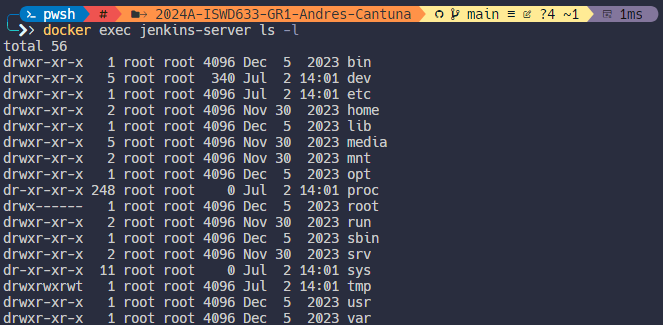 pwsh # 2024A-ISWD633-GR1-Andres-Cantuna main ≡ ?4 ~1 1ms
docker exec jenkins-server ls -l
total 56
drwxr-xr-x 1 root root 4096 Dec 5 2023 bin
drwxr-xr-x 5 root root 340 Jul 2 14:01 dev
drwxr-xr-x 1 root root 4096 Jul 2 14:01 etc
drwxr-xr-x 2 root root 4096 Nov 30 2023 home
drwxr-xr-x 1 root root 4096 Dec 5 2023 lib
drwxr-xr-x 5 root root 4096 Nov 30 2023 media
drwxr-xr-x 2 root root 4096 Nov 30 2023 mnt
drwxr-xr-x 1 root root 4096 Dec 5 2023 opt
dr-xr-xr-x 248 root root 0 Jul 2 14:01 proc
drwx------ 1 root root 4096 Dec 5 2023 root
drwxr-xr-x 2 root root 4096 Nov 30 2023 run
drwxr-xr-x 1 root root 4096 Dec 5 2023 sbin
drwxr-xr-x 2 root root 4096 Nov 30 2023 srv
dr-xr-xr-x 11 root root 0 Jul 2 14:01 sys
drwxrwxrwt 1 root root 4096 Jul 2 14:01 tmp
drwxr-xr-x 1 root root 4096 Dec 5 2023 usr
drwxr-xr-x 1 root root 4096 Dec 5 2023 var